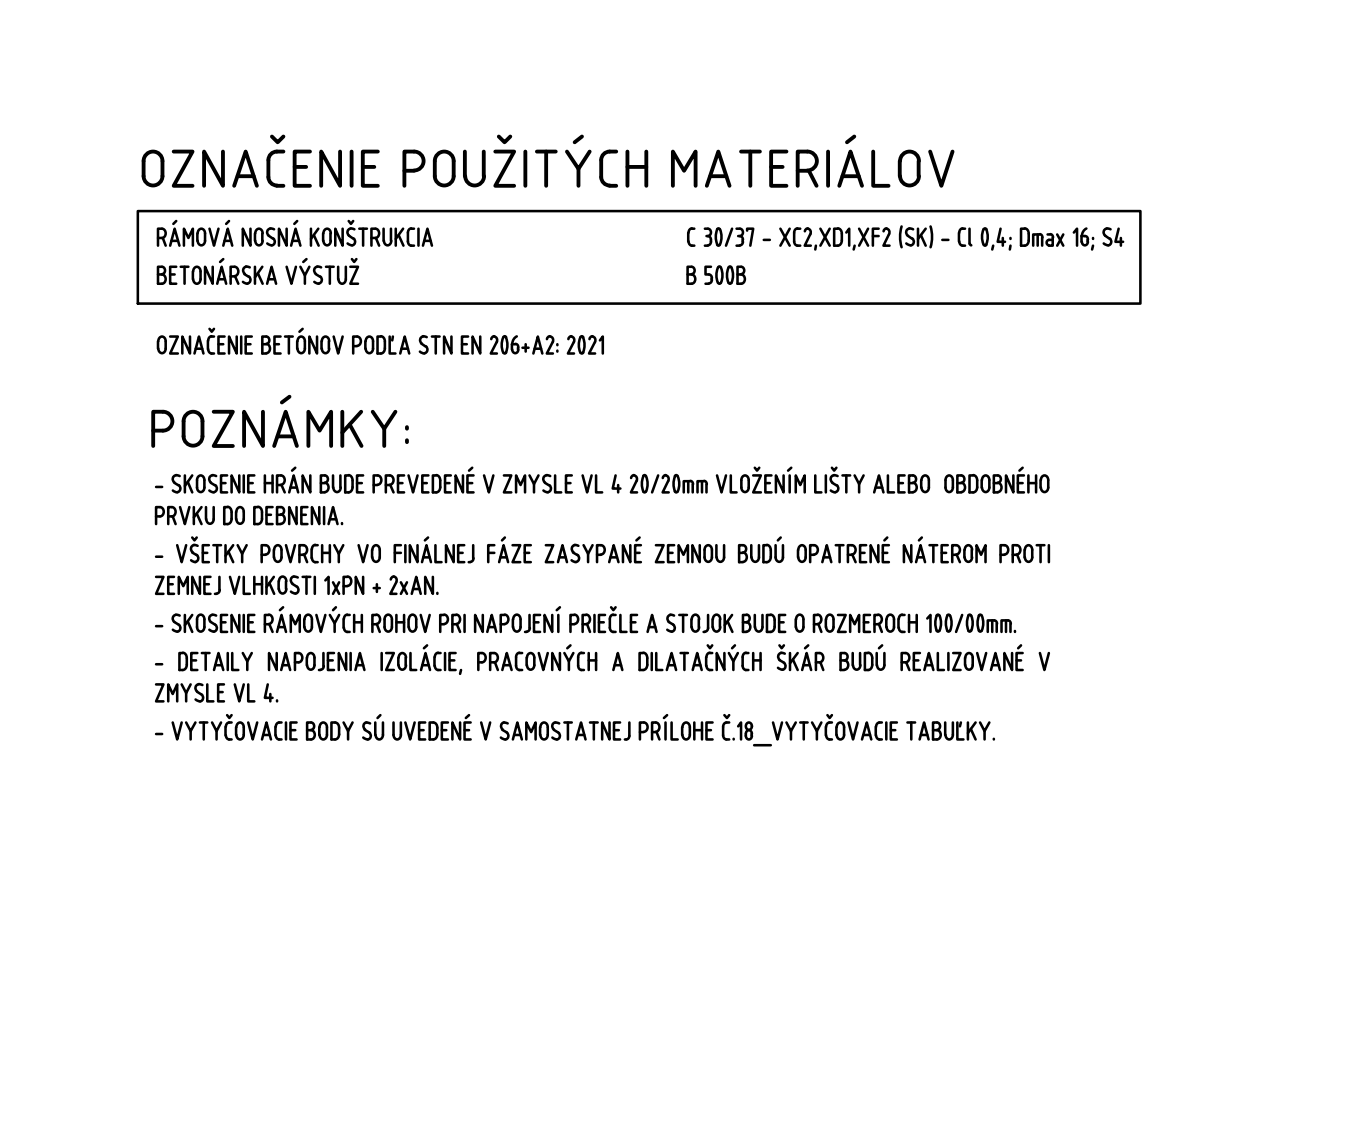 OZNAČENIE POUŽITÝCH MATERIÁLOV
RÁMOVÁ NOSNÁ KONŠTRUKCIA C 30/37 - XC2,XD1,XF2 (SK) - Cl 0,4; Dmax 16; S4
BETONÁRSKA VÝSTUŽ B 500B
OZNAČENIE BETÓNOV PODĽA STN EN 206+A2: 2021
POZNÁMKY:
- SKOSENIE HRÁN BUDE PREVEDENÉ V ZMYSLE VL 4 20/20mm VLOŽENÍM LIŠTY ALEBO OBDOBNÉHO
PRVKU DO DEBNENIA.
- VŠETKY POVRCHY VO FINÁLNEJ FÁZE ZASYPANÉ ZEMNOU BUDÚ OPATRENÉ NÁTEROM PROTI
ZEMNEJ VLHKOSTI 1xPN + 2xAN.
- SKOSENIE RÁMOVÝCH ROHOV PRI NAPOJENÍ PRIEČLE A STOJOK BUDE O ROZMEROCH 100/00mm.
- DETAILY NAPOJENIA IZOLÁCIE, PRACOVNÝCH A DILATAČNÝCH ŠKÁR BUDÚ REALIZOVANÉ V
ZMYSLE VL 4.
- VYTYČOVACIE BODY SÚ UVEDENÉ V SAMOSTATNEJ PRÍLOHE Č.18_VYTYČOVACIE TABUĽKY.